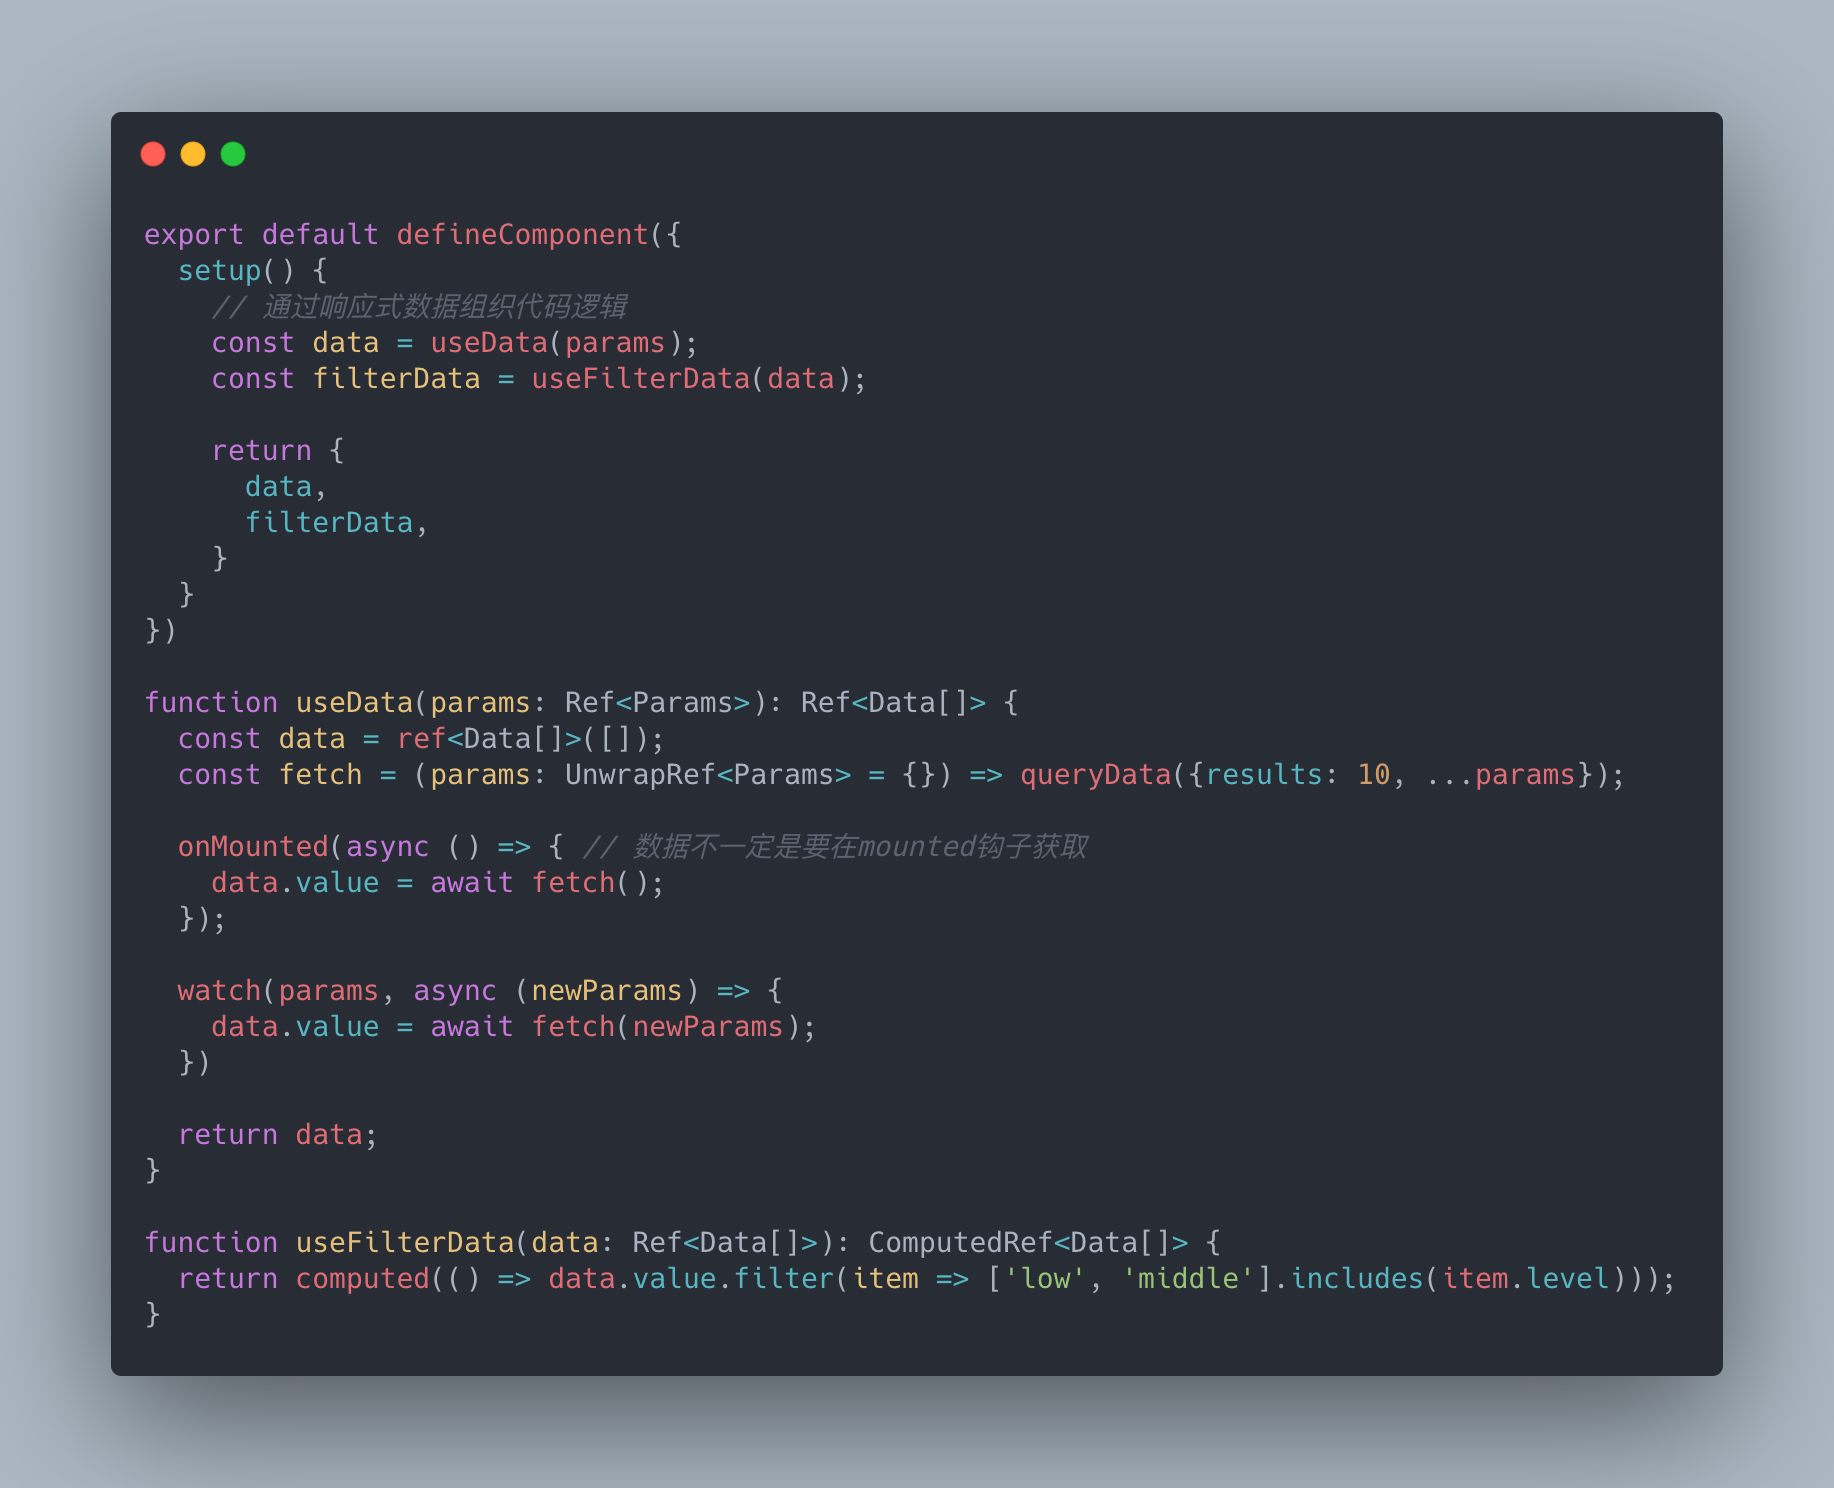 export default defineComponent({
  setup() {
    // 通过响应式数据组织代码逻辑
    const data = useData(params);
    const filterData = useFilterData(data);

    return {
      data,
      filterData,
    }
  }
})

function useData(params: Ref<Params>): Ref<Data[]> {
  const data = ref<Data[]>([]);
  const fetch = (params: UnwrapRef<Params> = {}) => queryData({results: 10, ...params});

  onMounted(async () => { // 数据不一定是要在mounted钩子获取
    data.value = await fetch();
  });

  watch(params, async (newParams) => {
    data.value = await fetch(newParams);
  })

  return data;
}

function useFilterData(data: Ref<Data[]>): ComputedRef<Data[]> {
  return computed(() => data.value.filter(item => ['low', 'middle'].includes(item.level)));
}